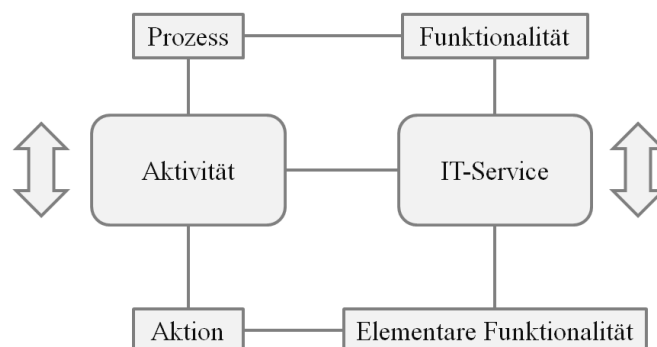 Prozess
Funktionalität
Aktivität
IT-Service
Aktion
Elementare Funktionalität